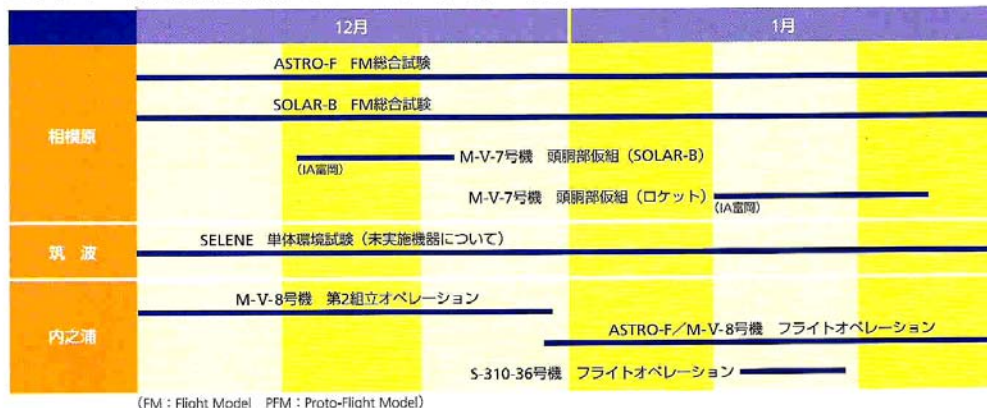 12月
1月
相模原
ASTRO-F FM総合試験
SOLAR-B FM総合試験
M-V-7号機 頭胴部仮組（SOLAR-B）
(IA富岡)
M-V-7号機 頭胴部仮組（ロケット）
(IA富岡)
筑 波
SELENE 単体環境試験（未実施機器について）
内之浦
M-V-8号機 第2組立オペレーション
ASTRO-F／M-V-8号機 フライトオペレーション
S-310-36号機 フライトオペレーション
（FM：Flight Model PFM：Proto-Flight Model）